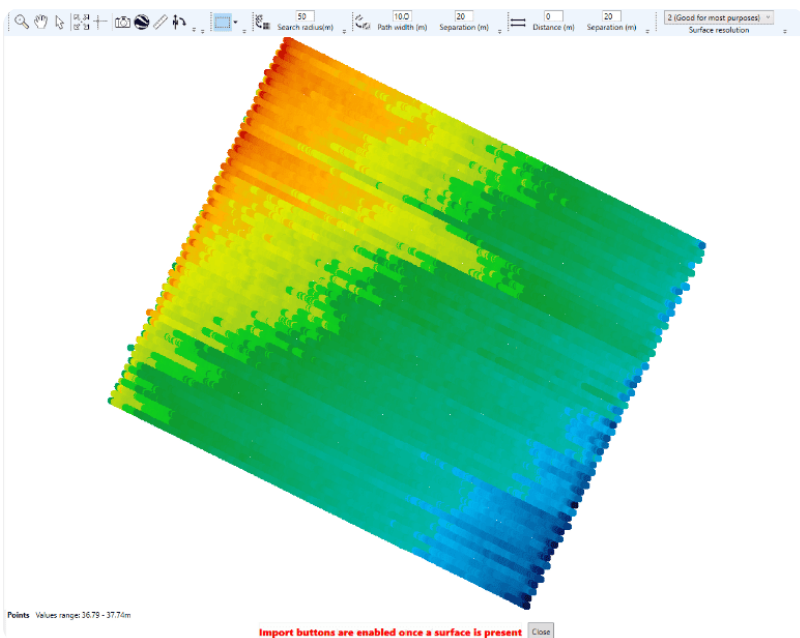 50 10.0 20 0 20 2 (Good for most purposes)
Search radius(m) Path width (m) Separation (m) Distance (m) Separation (m) Surface resolution
Points Values range: 36.79 - 37.74m
Import buttons are enabled once a surface is present Close